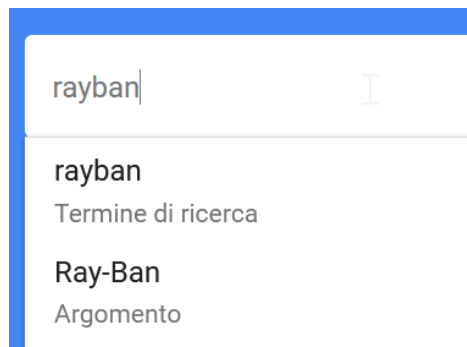 rayban
rayban
Termine di ricerca
Ray-Ban
Argomento